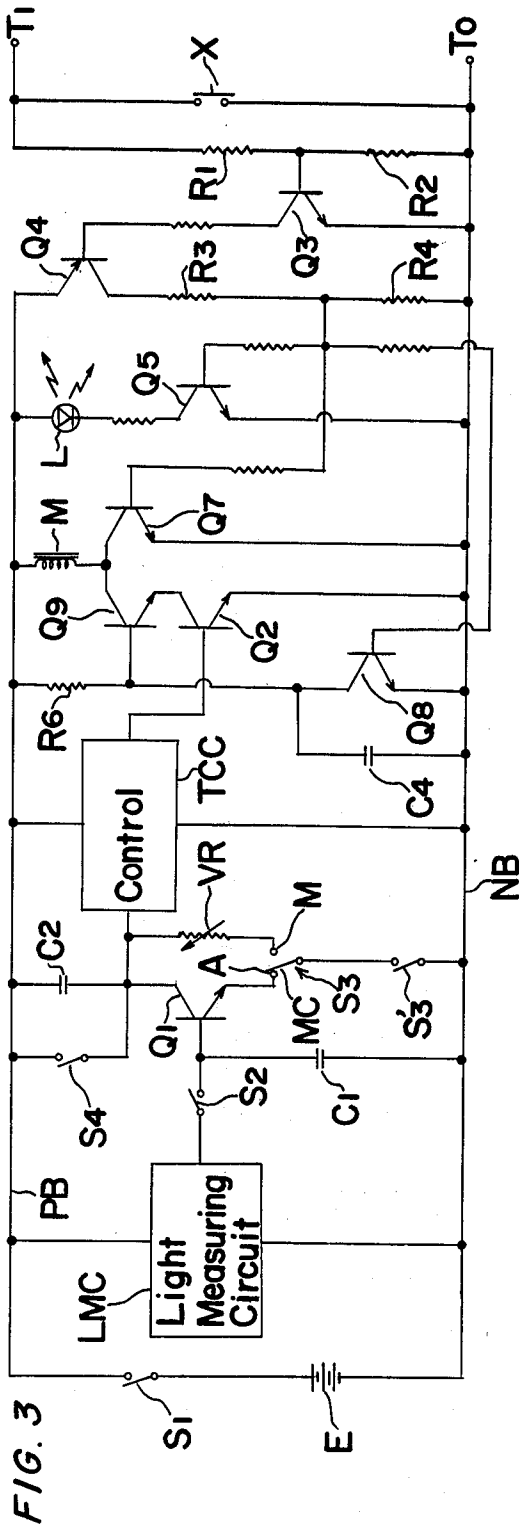 FIG. 3
T1
X
R1
R2
Q3
Q4
R3
R4
L
Q5
M
Q7
Q9
Q2
R6
Q8
C4
TCC
Control
C2
VR
M
A
MC
S3
S'3
Q1
S4
S2
C1
PB
LMC
Light
Measuring
Circuit
S1
E
NB
TO